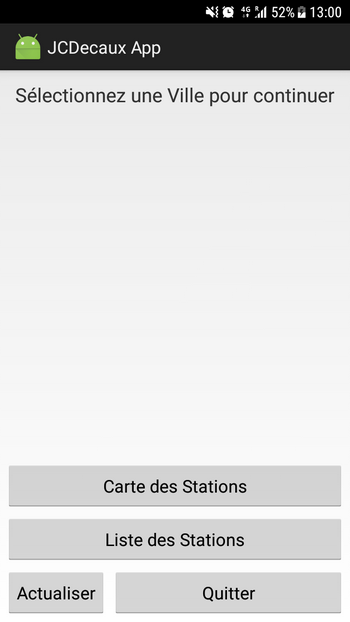 4G R 52% 13:00
JCDecaux App
Sélectionnez une Ville pour continuer
Carte des Stations
Liste des Stations
Actualiser Quitter